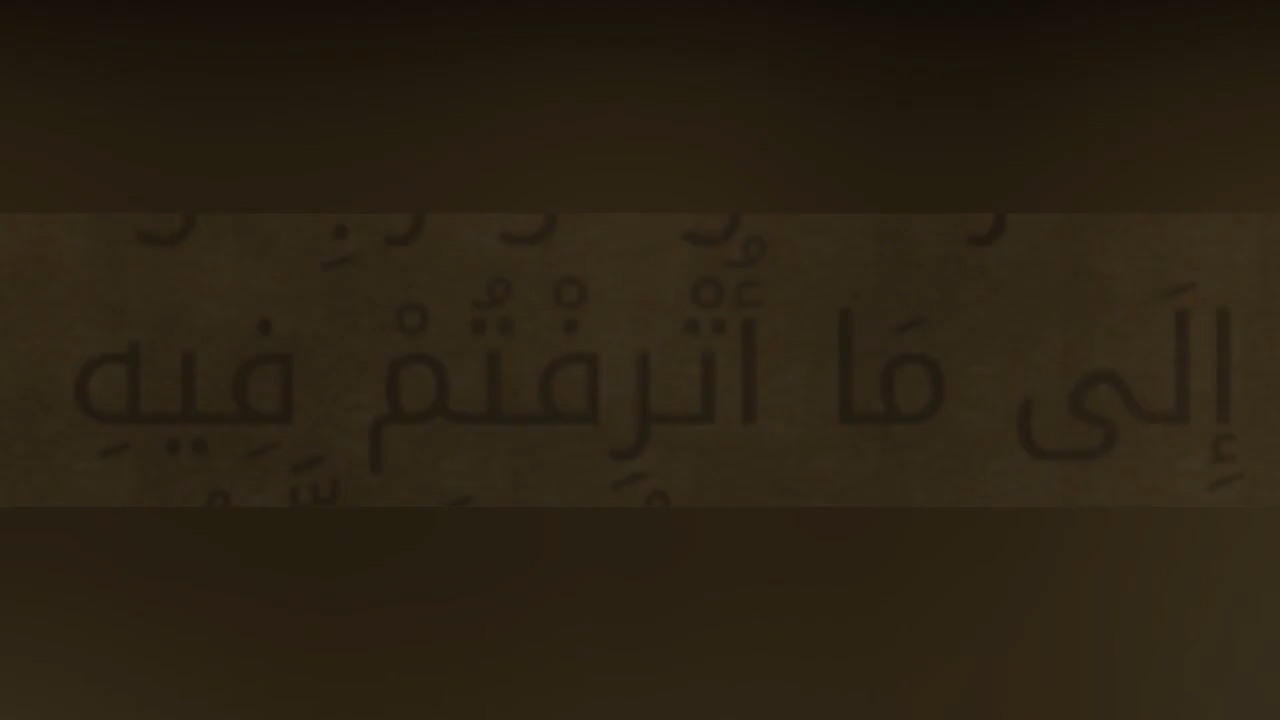 إِلَى مَا أُتْرِفْتُمْ فِيهِ